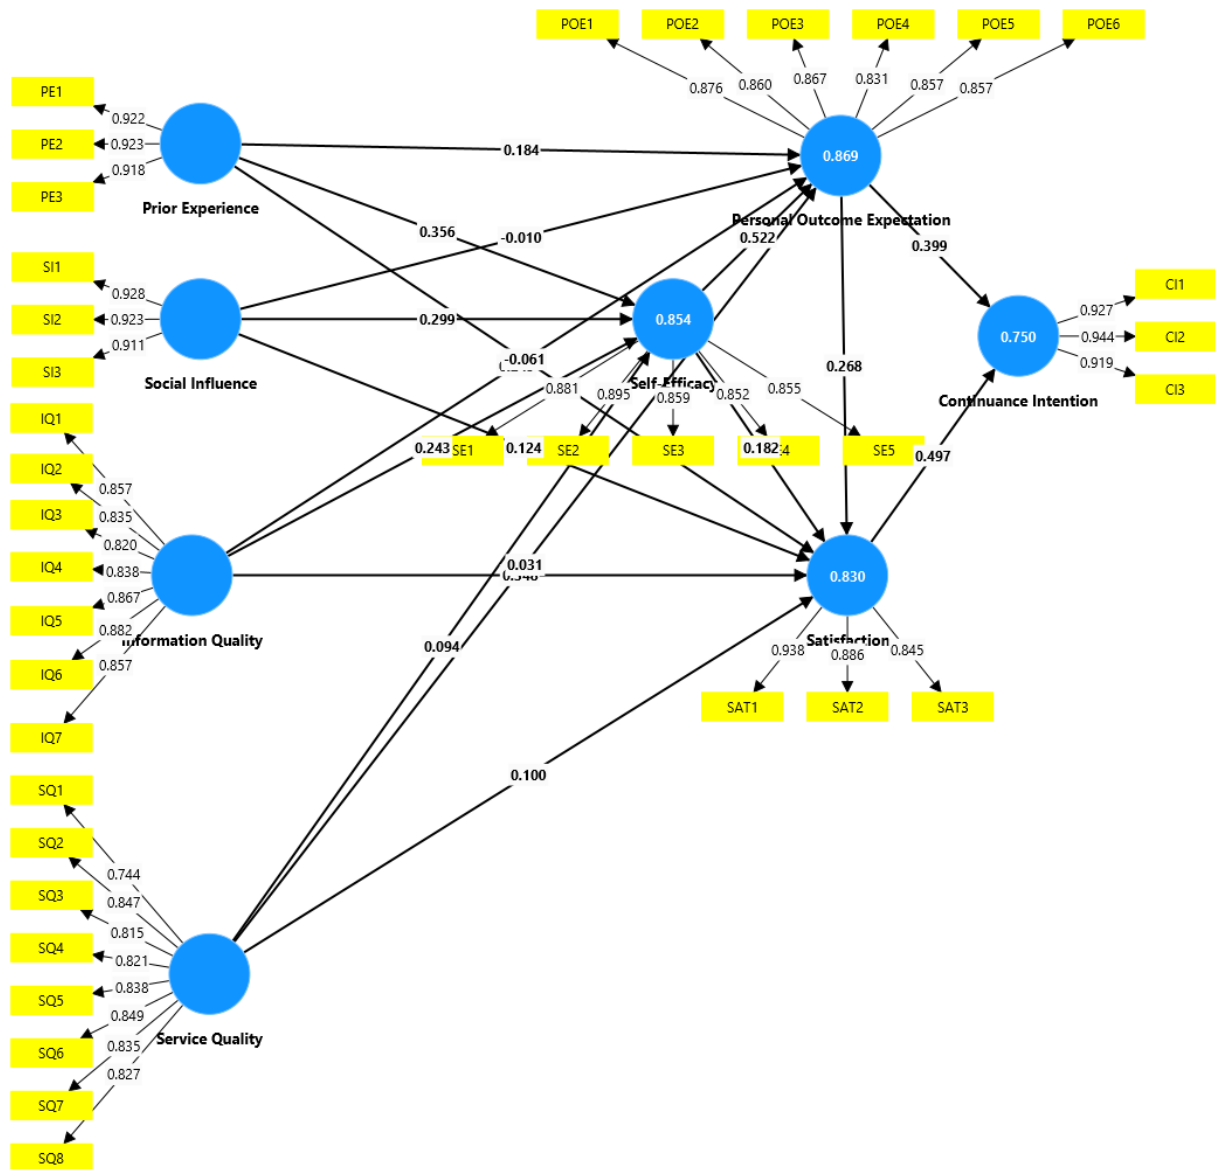 POE1
POE2
POE3
POE4
POE5
POE6
0.876
0.860
0.867
0.831
0.857
0.857
PE1
PE2
PE3
0.922
0.923
0.918
Prior Experience
0.184
0.869
Personal Outcome Expectation
0.356
-0.010
0.522
0.399
SI1
SI2
SI3
0.928
0.923
0.911
Social Influence
0.299
0.854
Self-Efficacy
0.750
Continuance Intention
CI1
CI2
CI3
0.927
0.944
0.919
-0.061
0.268
0.881
0.895
0.859
0.852
0.855
SE1
SE2
SE3
SE5
0.243
0.124
0.182
0.497
IQ1
IQ2
IQ3
IQ4
IQ5
IQ6
IQ7
0.857
0.835
0.820
0.838
0.867
0.882
0.857
Information Quality
0.031
0.830
Satisfaction
0.938
0.886
0.845
SAT1
SAT2
SAT3
0.094
0.100
SQ1
SQ2
SQ3
SQ4
SQ5
SQ6
SQ7
SQ8
0.744
0.847
0.815
0.821
0.838
0.849
0.835
0.827
Service Quality